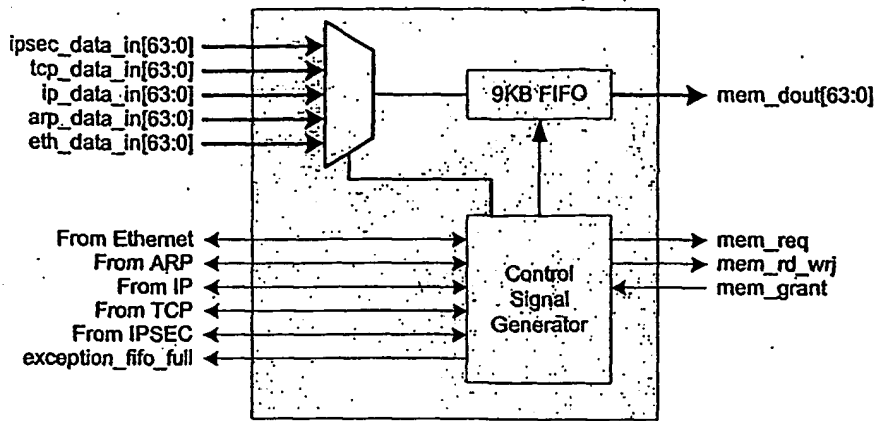 ipsec_data_in[63:0]
tcp_data_in[63:0]
ip_data_in[63:0]
arp_data_in[63:0]
eth_data_in[63:0]
9KB FIFO
mem_dout[63:0]
From Ethernet
From ARP
From IP
From TCP
From IPSEC
exception_fifo_full
Control
Signal
Generator
mem_req
mem_rd_wrj
mem_grant